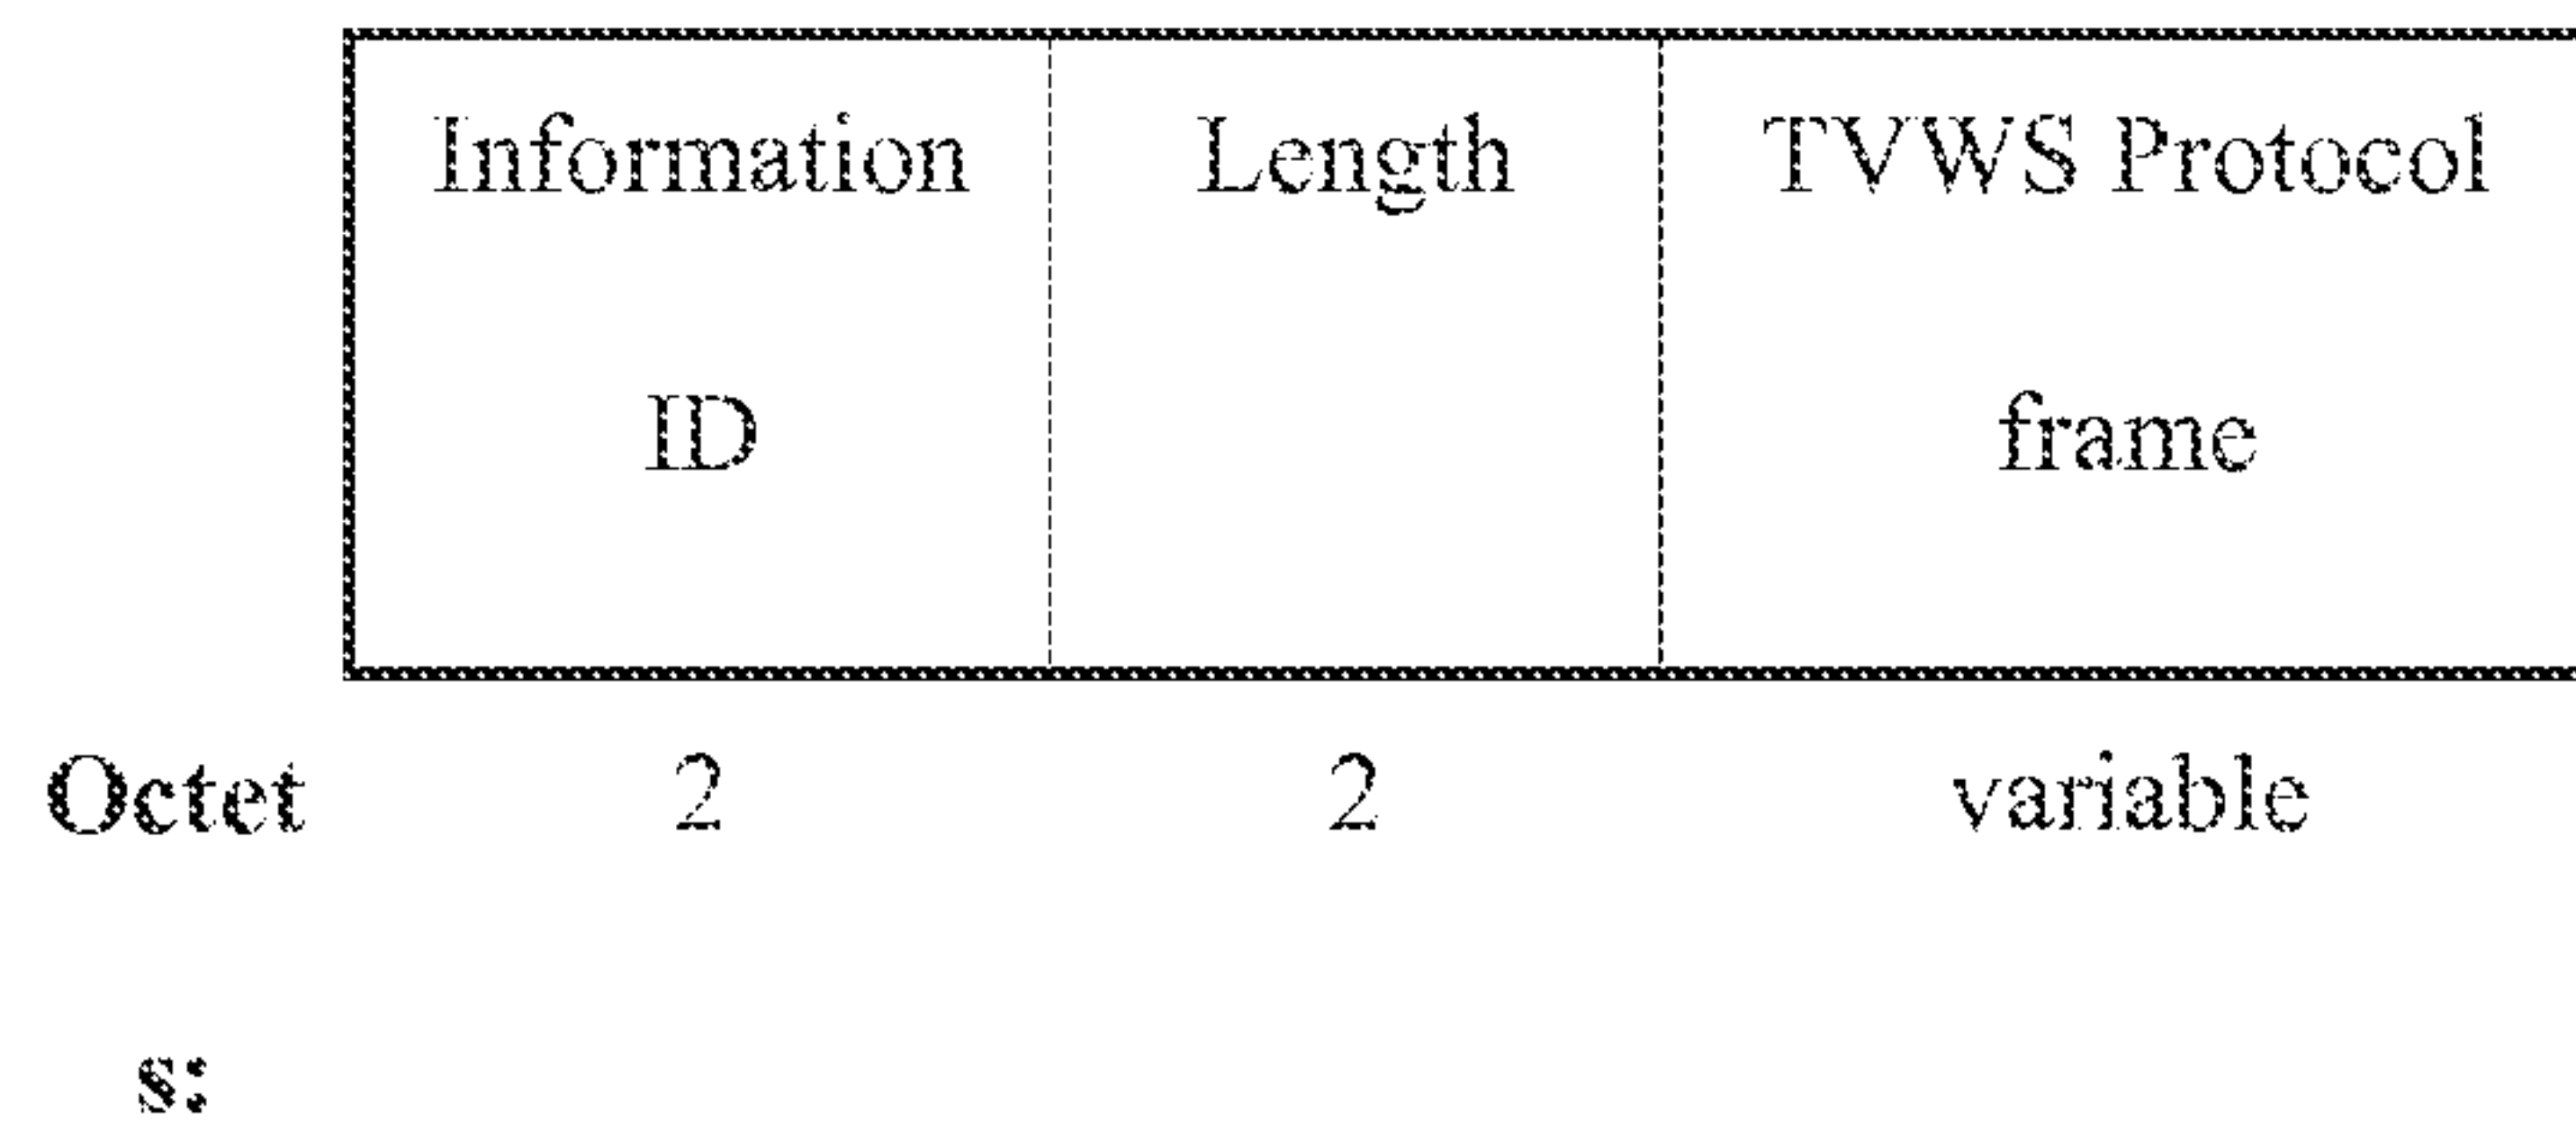 Information Length TVWS Protocol
ID frame
Octet 2 2 variable
s: